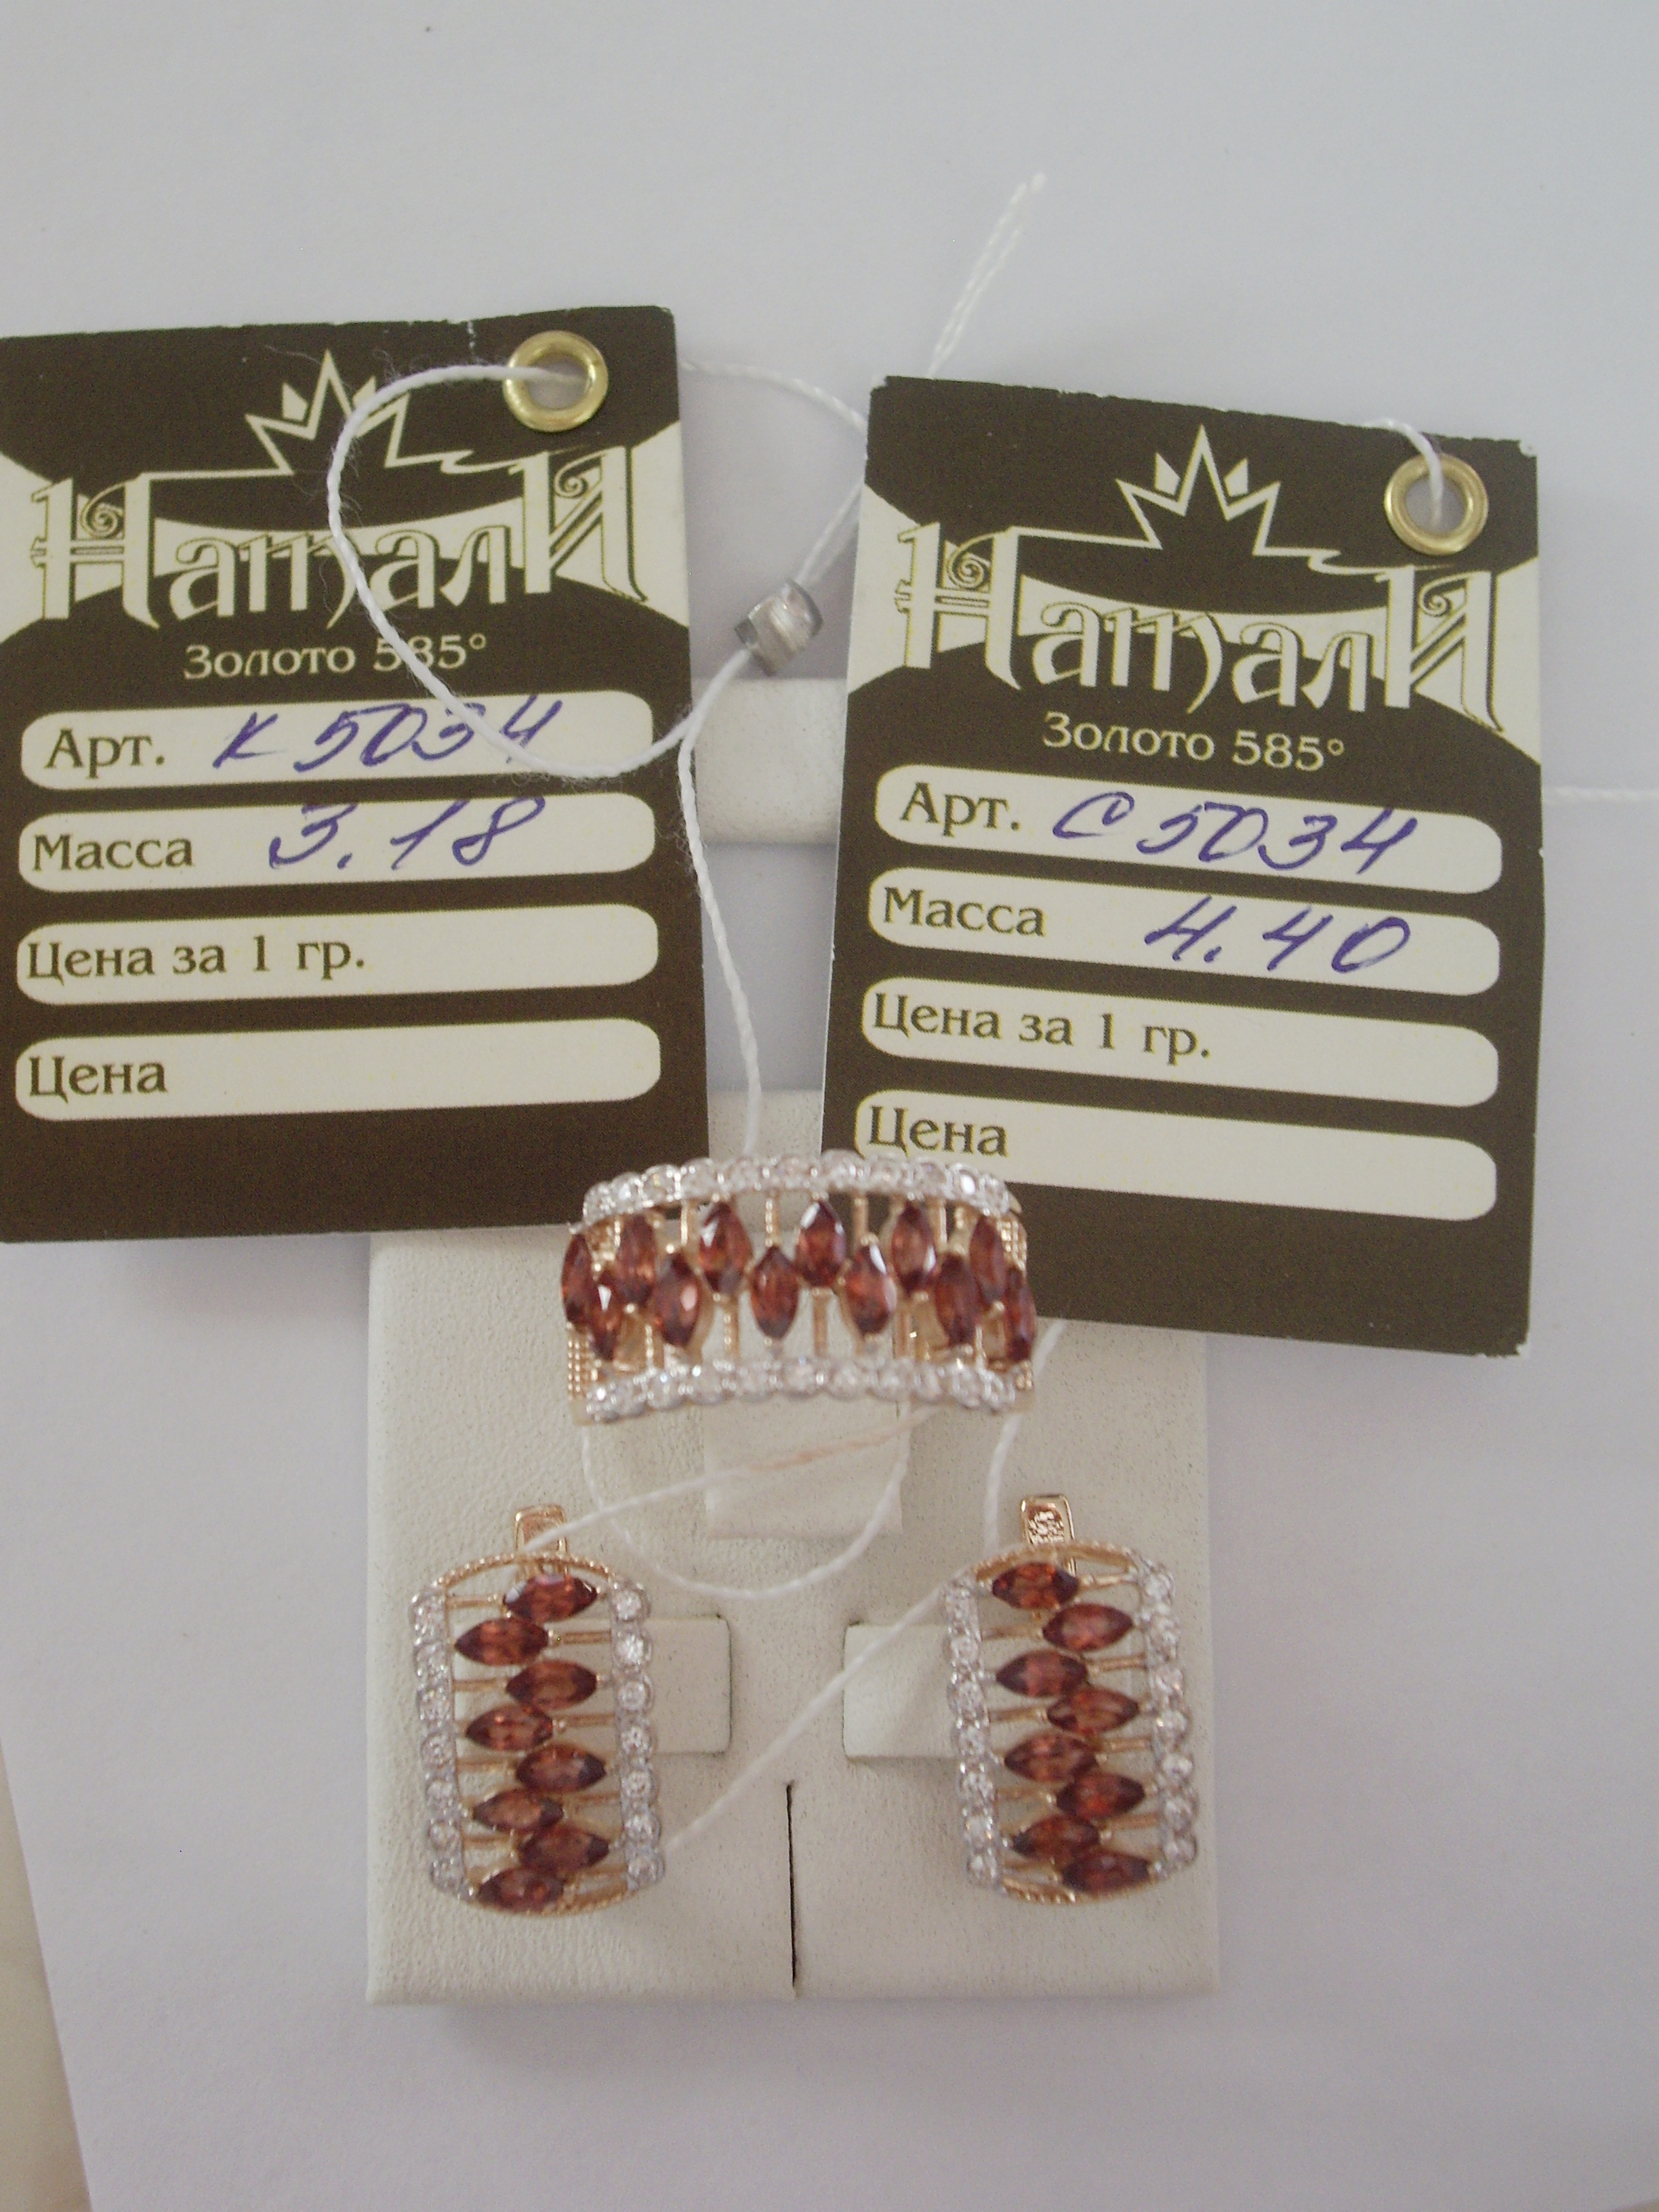 Натали
Золото 585°
Арт. К 5034
Масса 3.18
Цена за 1 гр.
Цена
Натали
Золото 585°
Арт. С 5034
Масса 4.40
Цена за 1 гр.
Цена